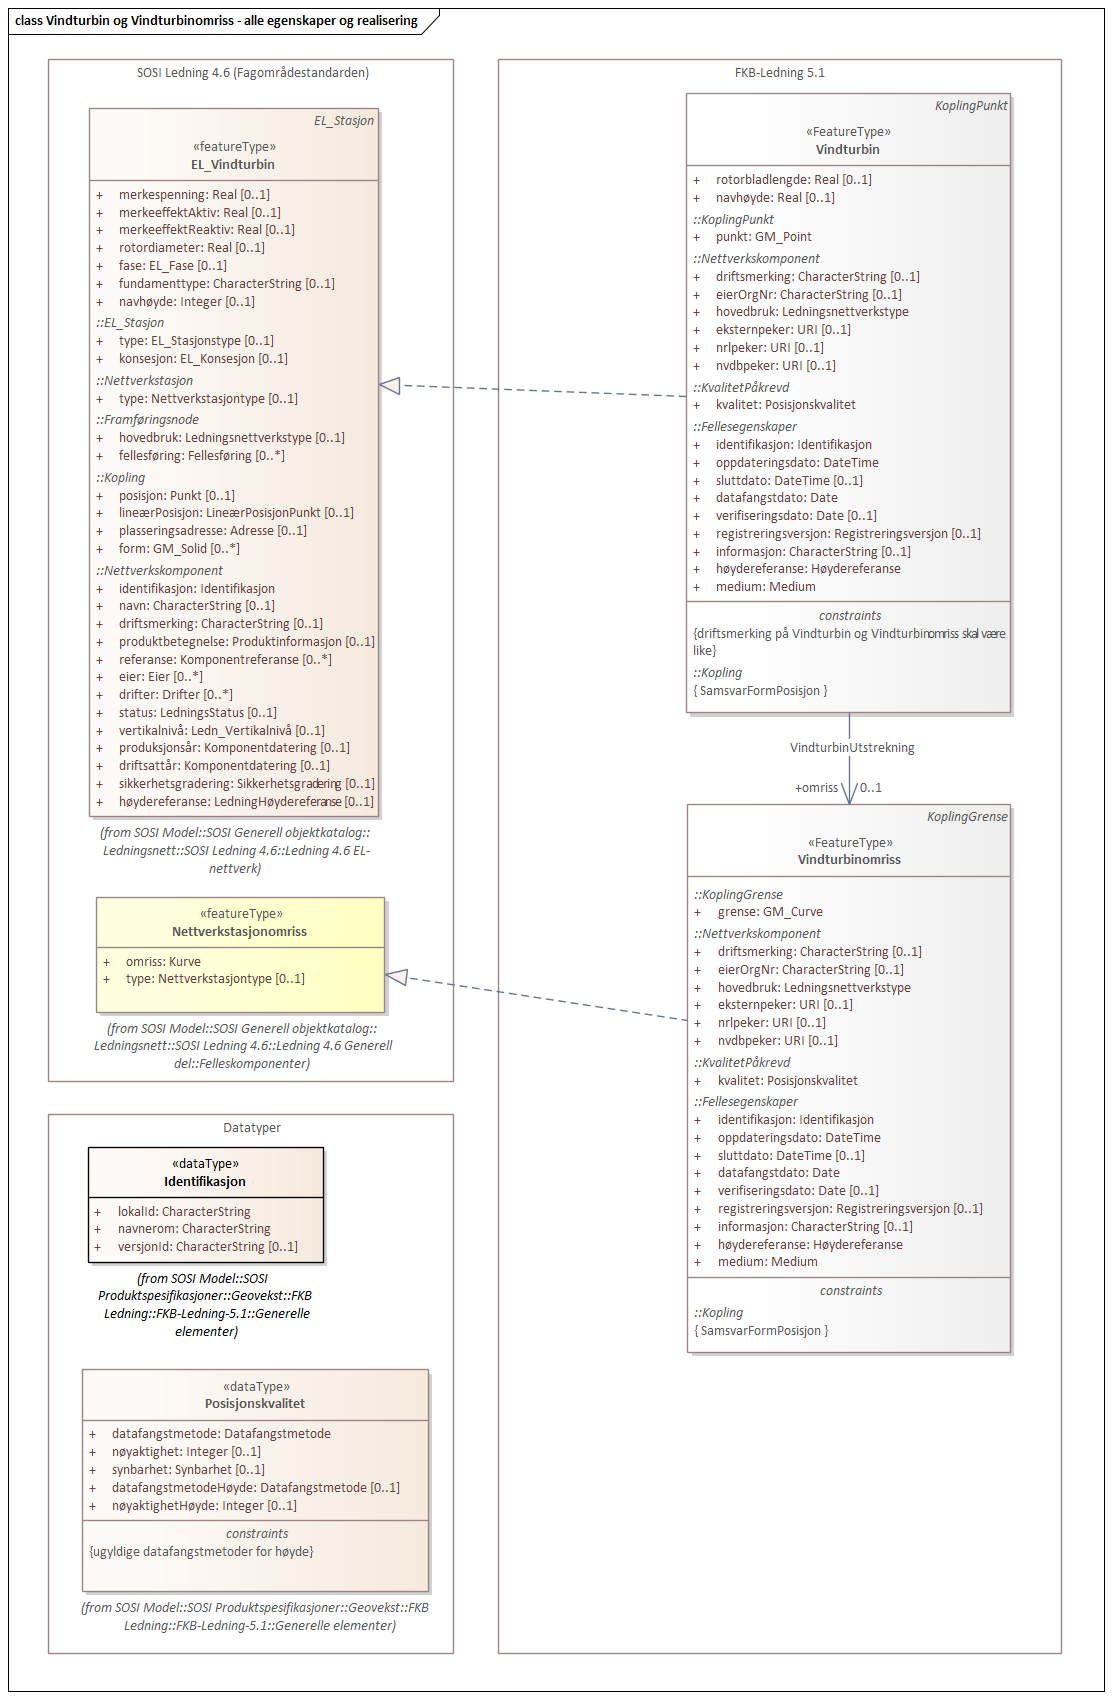 class Vindturbin og Vindturbinomriss - alle egenskaper og realisering
SOSI Ledning 4.6 (Fagområdestandarden)
EL_Stasjon
«featureType»
EL_Vindturbin
+ merkespenning: Real [0..1]
+ merkeeffektAktiv: Real [0..1]
+ merkeeffektReaktiv: Real [0..1]
+ rotordiameter: Real [0..1]
+ fase: EL_Fase [0..1]
+ fundamenttype: CharacterString [0..1]
+ navhøyde: Integer [0..1]
::EL_Stasjon
+ type: EL_Stasjonstype [0..1]
+ konsesjon: EL_Konsesjon [0..1]
::Nettverkstasjon
+ type: Nettverkstasjontype [0..1]
::Framføringsnode
+ hovedbruk: Ledningsnettverkstype [0..1]
+ fellesføring: Fellesføring [0..*]
::Kopling
+ posisjon: Punkt [0..1]
+ lineærPosisjon: LineærPosisjonPunkt [0..1]
+ plasseringsadresse: Adresse [0..1]
+ form: GM_Solid [0..*]
::Nettverkskomponent
+ identifikasjon: Identifikasjon
+ navn: CharacterString [0..1]
+ driftsmerking: CharacterString [0..1]
+ produktbetegnelse: Produktinformasjon [0..1]
+ referanse: Komponentreferanse [0..*]
+ eier: Eier [0..*]
+ drifter: Drifter [0..*]
+ status: LedningsStatus [0..1]
+ vertikalnivå: Ledn_Vertikalnivå [0..1]
+ produksjonsår: Komponentdatering [0..1]
+ driftsattår: Komponentdatering [0..1]
+ sikkerhetsgradering: Sikkerhetsgradering [0..1]
+ høydereferanse: LedningHøydereferanse [0..1]
(from SOSI Model::SOSI Generell objektkatalog::
Ledningsnett::SOSI Ledning 4.6::Ledning 4.6 EL-
nettverk)
«featureType»
Nettverkstasjonomriss
+ omriss: Kurve
+ type: Nettverkstasjontype [0..1]
(from SOSI Model::SOSI Generell objektkatalog::
Ledningsnett::SOSI Ledning 4.6::Ledning 4.6 Generell
del::Felleskomponenter)
Datatyper
«dataType»
Identifikasjon
+ lokalId: CharacterString
+ navnerom: CharacterString
+ versjonId: CharacterString [0..1]
(from SOSI Model::SOSI
Produktspesifikasjoner::Geovekst::FKB
Ledning::FKB-Ledning-5.1::Generelle
elementer)
«dataType»
Posisjonskvalitet
+ datafangstmetode: Datafangstmetode
+ nøyaktighet: Integer [0..1]
+ synbarhet: Synbarhet [0..1]
+ datafangstmetodeHøyde: Datafangstmetode [0..1]
+ nøyaktighetHøyde: Integer [0..1]
constraints
{ugyldige datafangstmetoder for høyde}
(from SOSI Model::SOSI Produktspesifikasjoner::Geovekst::FKB
Ledning::FKB-Ledning-5.1::Generelle elementer)
FKB-Ledning 5.1
KoplingPunkt
«FeatureType»
Vindturbin
+ rotorbladlengde: Real [0..1]
+ navhøyde: Real [0..1]
::KoplingPunkt
+ punkt: GM_Point
::Nettverkskomponent
+ driftsmerking: CharacterString [0..1]
+ eierOrgNr: CharacterString [0..1]
+ hovedbruk: Ledningsnettverkstype
+ eksternpeker: URI [0..1]
+ nrlpeker: URI [0..1]
+ nvdbpeker: URI [0..1]
::KvalitetPåkrevd
+ kvalitet: Posisjonskvalitet
::Fellesegenskaper
+ identifikasjon: Identifikasjon
+ oppdateringsdato: DateTime
+ sluttdato: DateTime [0..1]
+ datafangstdato: Date
+ verifiseringsdato: Date [0..1]
+ registreringsversjon: Registreringsversjon [0..1]
+ informasjon: CharacterString [0..1]
+ høydereferanse: Høydereferanse
+ medium: Medium
constraints
{driftsmerking på Vindturbin og Vindturbinomriss skal være
like}
::Kopling
{ SamsvarFormPosisjon }
VindturbinUtstrekning
+omriss 0..1
KoplingGrense
«FeatureType»
Vindturbinomriss
::KoplingGrense
+ grense: GM_Curve
::Nettverkskomponent
+ driftsmerking: CharacterString [0..1]
+ eierOrgNr: CharacterString [0..1]
+ hovedbruk: Ledningsnettverkstype
+ eksternpeker: URI [0..1]
+ nrlpeker: URI [0..1]
+ nvdbpeker: URI [0..1]
::KvalitetPåkrevd
+ kvalitet: Posisjonskvalitet
::Fellesegenskaper
+ identifikasjon: Identifikasjon
+ oppdateringsdato: DateTime
+ sluttdato: DateTime [0..1]
+ datafangstdato: Date
+ verifiseringsdato: Date [0..1]
+ registreringsversjon: Registreringsversjon [0..1]
+ informasjon: CharacterString [0..1]
+ høydereferanse: Høydereferanse
+ medium: Medium
constraints
::Kopling
{ SamsvarFormPosisjon }